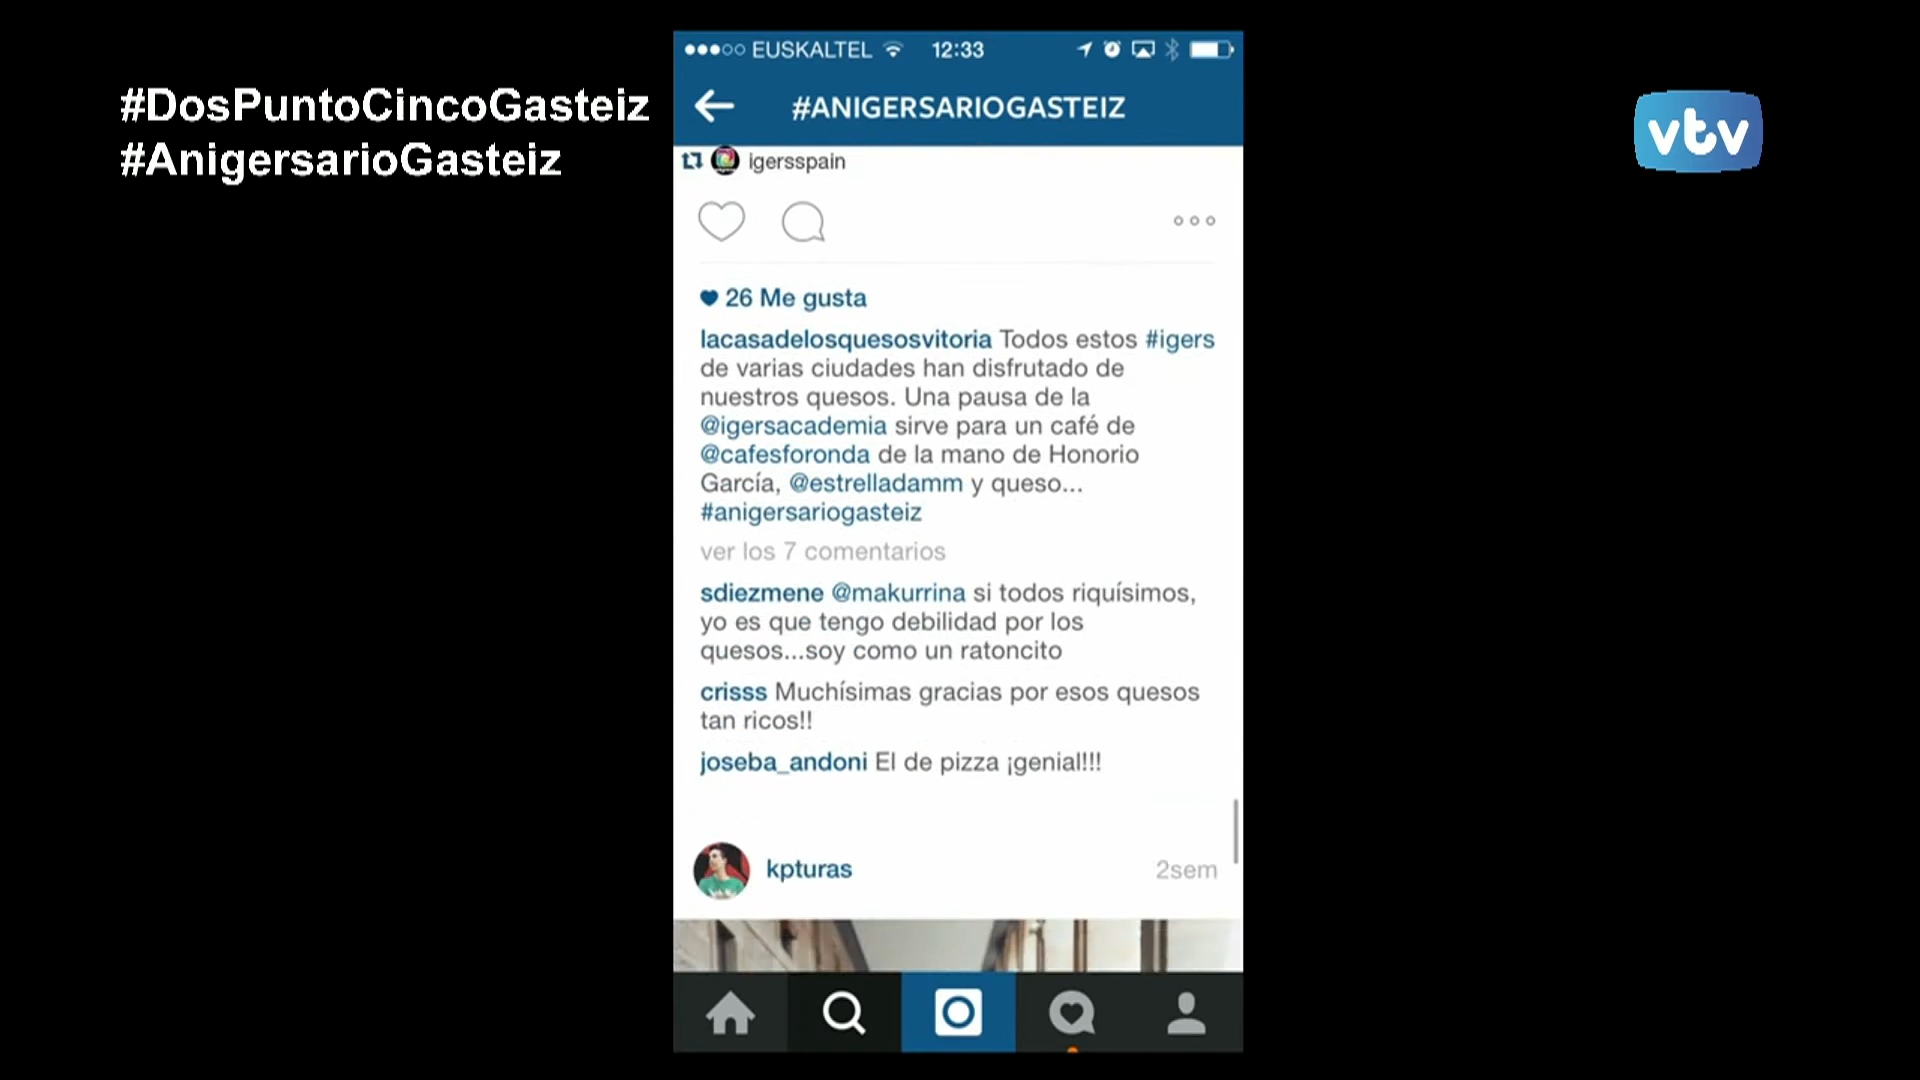 #DosPuntoCincoGasteiz
#AnigersarioGasteiz
EUSKALTEL 12:33
#ANIGERSARIOGASTEIZ
vtv
igersspain
26 Me gusta
lacasadelosquesosvitoria Todos estos #igers
de varias ciudades han disfrutado de
nuestros quesos. Una pausa de la
@igersacademia sirve para un café de
@cafesforonda de la mano de Honorio
García, @estrelladamm y queso...
#anigersariogasteiz
ver los 7 comentarios
sdiezmene @makurrina si todos riquísimos,
yo es que tengo debilidad por los
quesos...soy como un ratoncito
crisss Muchísimas gracias por esos quesos
tan ricos!!
joseba_andoni El de pizza ¡genial!!!
kpturas 2sem